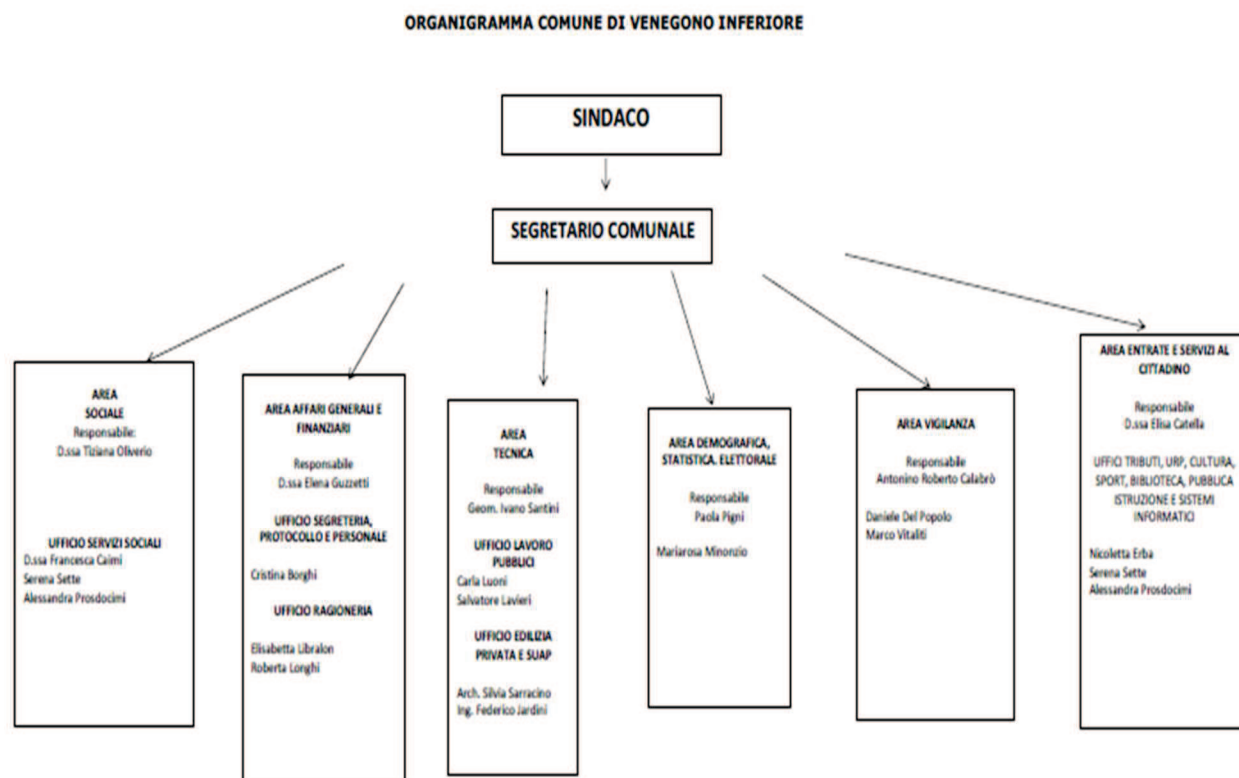 ORGANIGRAMMA COMUNE DI VENEGONO INFERIORE
SINDACO
SEGRETARIO COMUNALE
AREA
SOCIALE
Responsabile:
D.ssa Tiziana Oliverio
UFFICIO SERVIZI SOCIALI
D.ssa Francesca Caimi
Serena Sette
Alessandra Prosdocimi
AREA AFFARI GENERALI E
FINANZIARI
Responsabile
D.ssa Elena Guzzetti
UFFICIO SEGRETERIA,
PROTOCOLLO E PERSONALE
Cristina Borghi
UFFICIO RAGIONERIA
Elisabetta Libralon
Roberta Longhi
AREA
TECNICA
Responsabile
Geom. Ivano Santini
UFFICIO LAVORO
PUBBLICI
Carla Luoni
Salvatore Lavieri
UFFICIO EDILIZIA
PRIVATA E SUAP
Arch. Silvia Sarracino
Ing. Federico Jardini
AREA DEMOGRAFICA,
STATISTICA. ELETTORALE
Responsabile
Paola Pigni
Mariarosa Minonzio
AREA VIGILANZA
Responsabile
Antonino Roberto Calabrò
Daniele Del Popolo
Marco Vitaliti
AREA ENTRATE E SERVIZI AL
CITTADINO
Responsabile
D.ssa Elisa Catella
UFFICI TRIBUTI, URP, CULTURA,
SPORT, BIBLIOTECA, PUBBLICA
ISTRUZIONE E SISTEMI
INFORMATICI
Nicoletta Erba
Serena Sette
Alessandra Prosdocimi